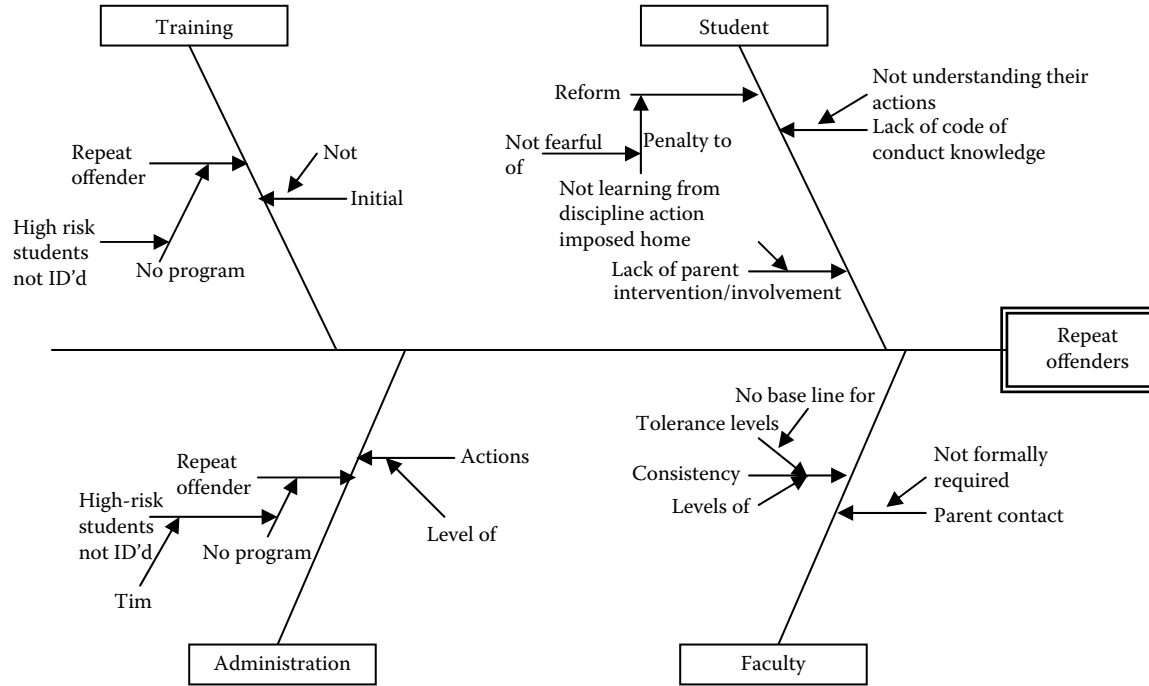 Training
Student
Reform
Not understanding their
actions
Lack of code of
conduct knowledge
Not fearful
of
Penalty to
Not learning from
discipline action
imposed home
Lack of parent
intervention/involvement
Repeat
offender
Not
Initial
High risk
students
not ID’d
No program
Repeat
offenders
Repeat
offender
Actions
High-risk
students
not ID’d
No program
Level of
Tim
No base line for
Tolerance levels
Consistency
Levels of
Not formally
required
Parent contact
Administration
Faculty